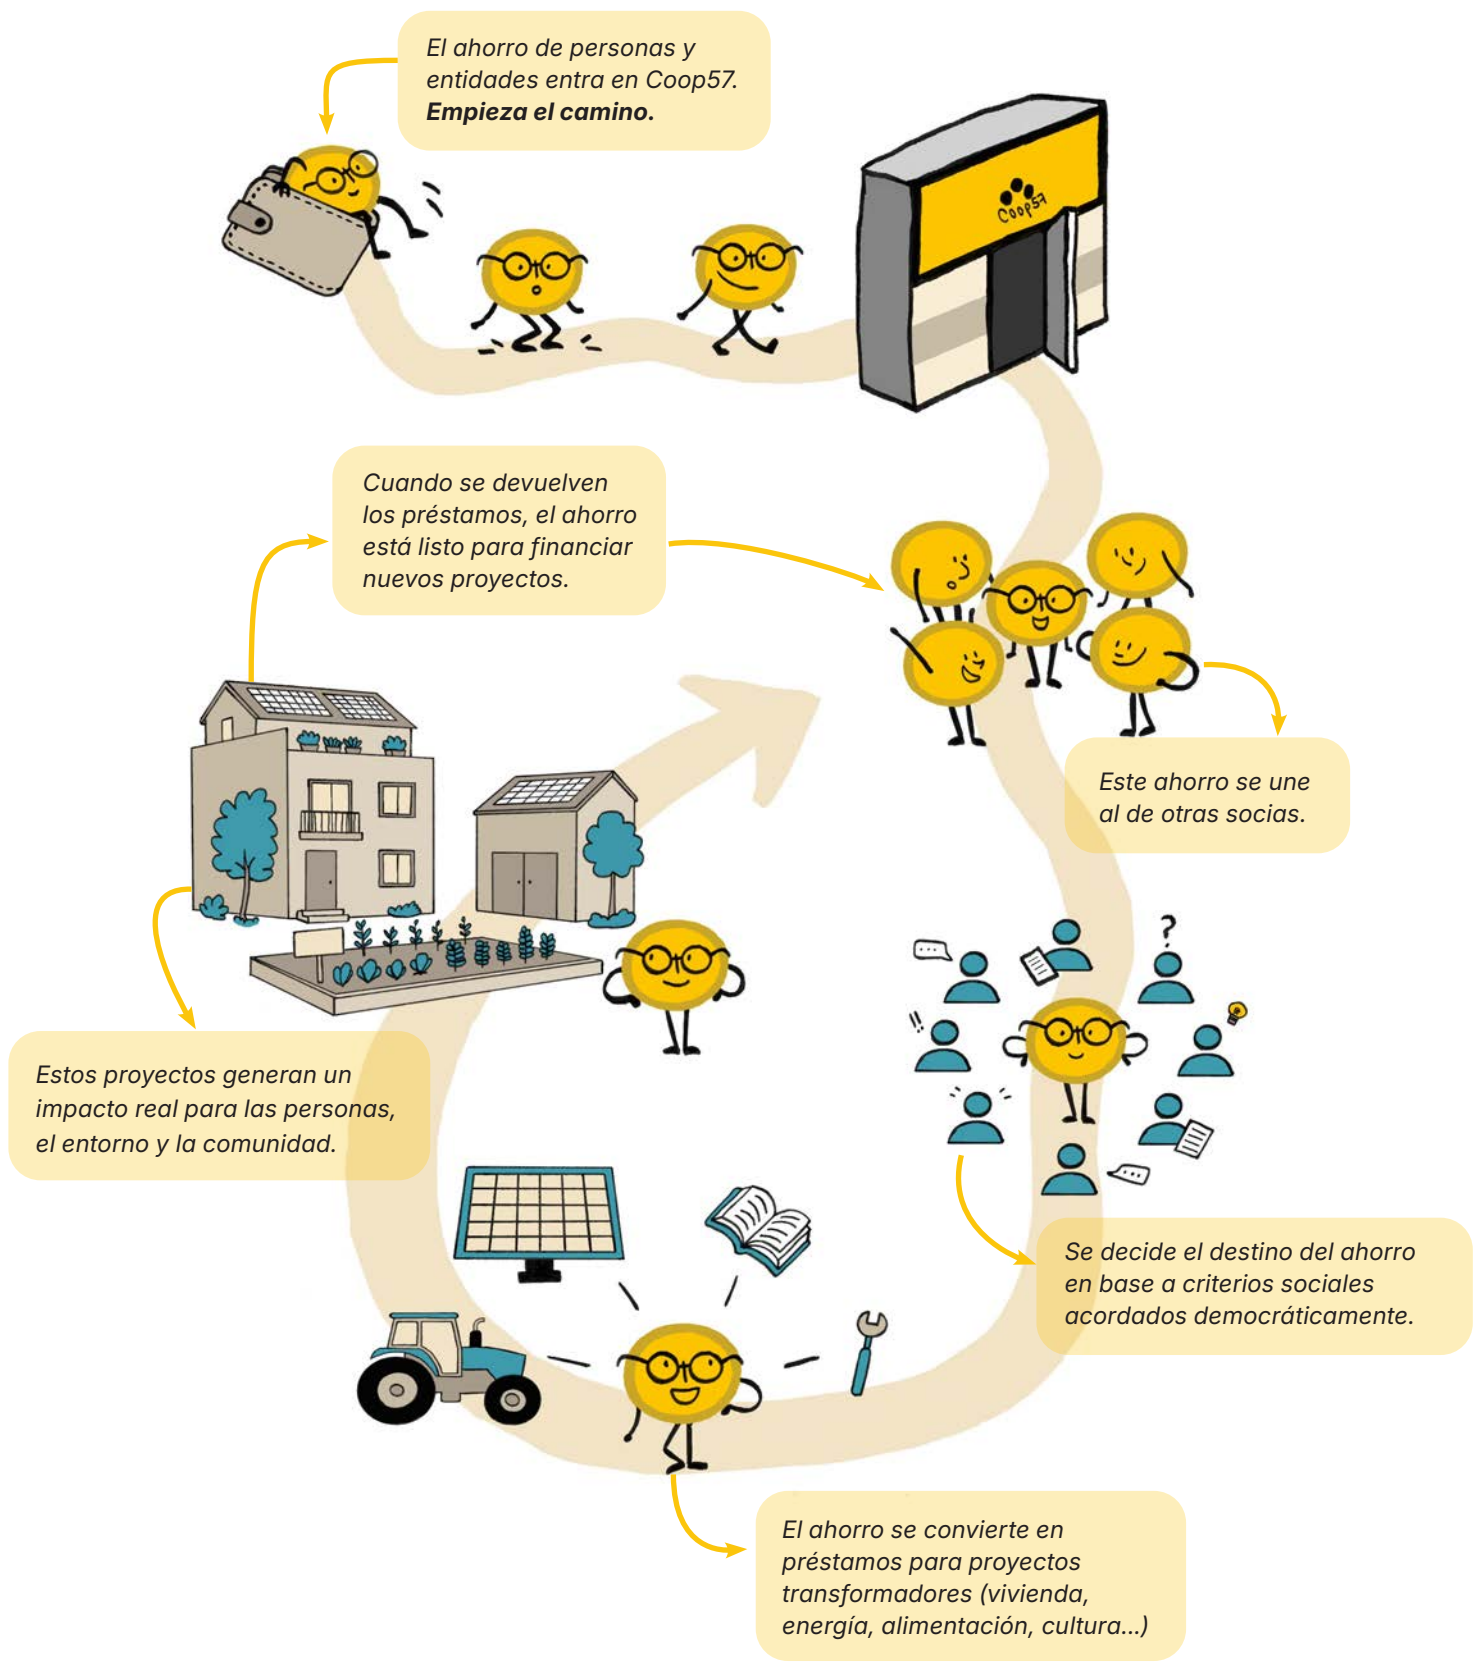 El ahorro de personas y
entidades entra en Coop57.
Empieza el camino.
Coop57
Cuando se devuelven
los préstamos, el ahorro
está listo para financiar
nuevos proyectos.
Este ahorro se une
al de otras socias.
?
!!
Estos proyectos generan un
impacto real para las personas,
el entorno y la comunidad.
Se decide el destino del ahorro
en base a criterios sociales
acordados democráticamente.
El ahorro se convierte en
préstamos para proyectos
transformadores (vivienda,
energía, alimentación, cultura...)